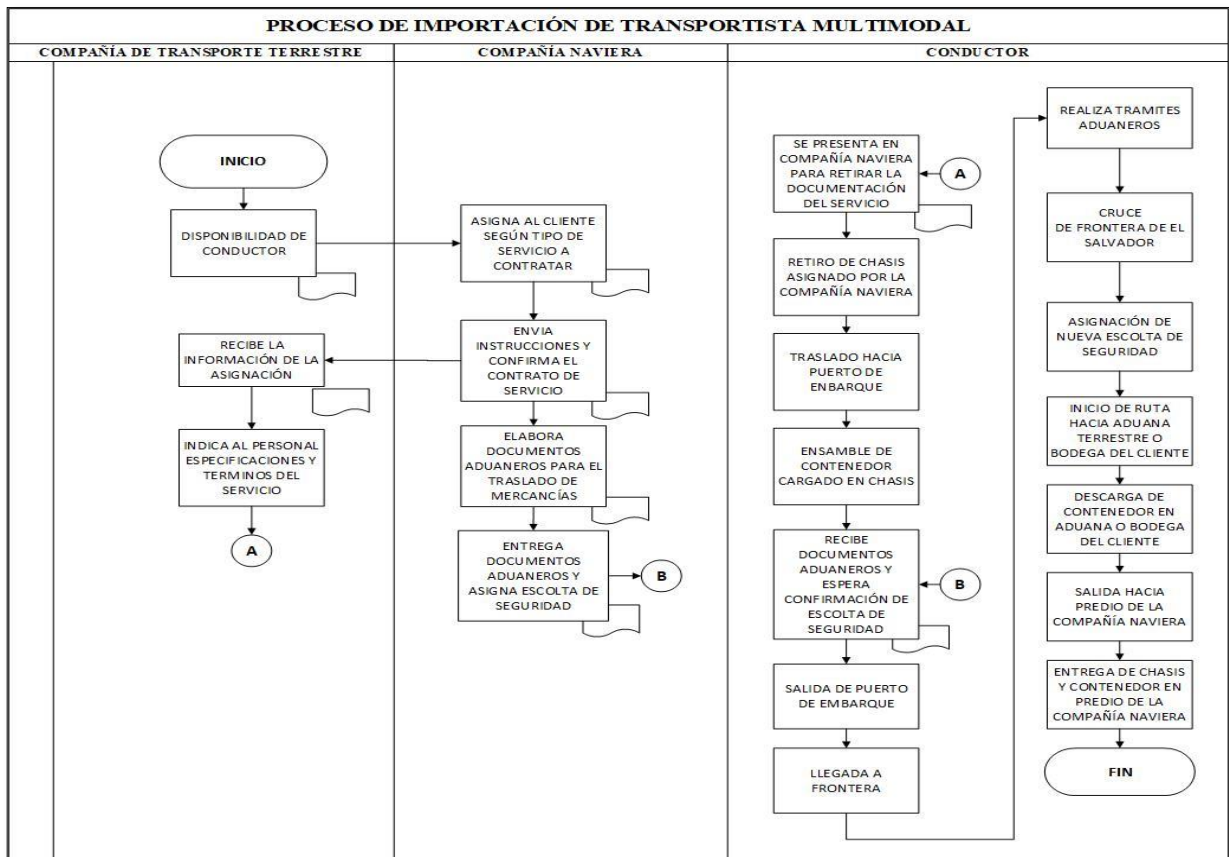 PROCESO DE IMPORTACIÓN DE TRANSPORTISTA MULTIMODAL
COMPAÑÍA DE TRANSPORTE TERRESTRE
COMPAÑÍA NAVIERA
CONDUCTOR
INICIO
DISPONIBILIDAD DE
CONDUCTOR
RECIBE LA
INFORMACIÓN DE LA
ASIGNACIÓN
INDICA AL PERSONAL
ESPECIFICACIONES Y
TERMINOS DEL
SERVICIO
A
ASIGNA AL CLIENTE
SEGÚN TIPO DE
SERVICIO A
CONTRATAR
ENVIA
INSTRUCCIONES Y
CONFIRMA EL
CONTRATO DE
SERVICIO
ELABORA
DOCUMENTOS
ADUANEROS PARA EL
TRASLADO DE
MERCANCÍAS
ENTREGA
DOCUMENTOS
ADUANEROS Y
ASIGNA ESCOLTA DE
SEGURIDAD
B
SE PRESENTA EN
COMPAÑÍA NAVIERA
PARA RETIRAR LA
DOCUMENTACIÓN
DEL SERVICIO
A
RETIRO DE CHASIS
ASIGNADO POR LA
COMPAÑÍA NAVIERA
TRASLADO HACIA
PUERTO DE
ENBARQUE
ENSAMBLE DE
CONTENEDOR
CARGADO EN CHASIS
RECIBE
DOCUMENTOS
ADUANEROS Y
ESPERA
CONFIRMACIÓN DE
ESCOLTA DE
SEGURIDAD
B
SALIDA DE PUERTO
DE EMBARQUE
LLEGADA A
FRONTERA
REALIZA TRAMITES
ADUANEROS
CRUCE
DE FRONTERA DE EL
SALVADOR
ASIGNACIÓN DE
NUEVA ESCOLTA DE
SEGURIDAD
INICIO DE RUTA
HACIA ADUANA
TERRESTRE O
BODEGA DEL CLIENTE
DESCARGA DE
CONTENEDOR EN
ADUANA O BODEGA
DEL CLIENTE
SALIDA HACIA
PREDIO DE LA
COMPAÑÍA NAVIERA
ENTREGA DE CHASIS
Y CONTENEDOR EN
PREDIO DE LA
COMPAÑÍA NAVIERA
FIN